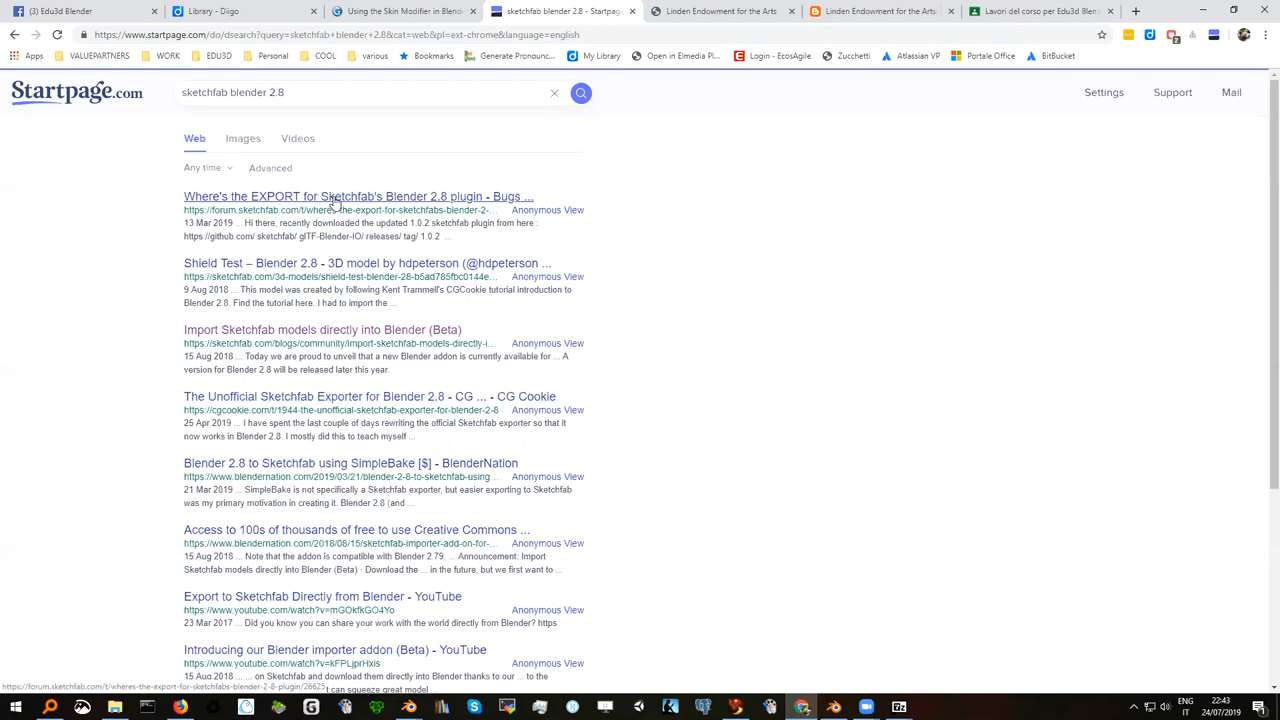 (3) Edu3d Blender
Library - Diigo
Using the Skin Modifier in Blende
sketchfab blender 2.8 - Startpage
Linden Endowment for the Arts
Linden Endowment for the Arts
Lavori del corso per Edu3d Blen
https://www.startpage.com/do/dsearch?query=sketchfab+blender+2.8&cat=web&pl=ext-chrome&language=english
Apps VALUEPARTNERS WORK EDU3D Personal COOL various Bookmarks Generate Pronounc... My Library Open in Elmedia Pl... Login - EcosAgile Zucchetti Atlassian VP Portale Office BitBucket
Startpage.com
sketchfab blender 2.8
Settings Support Mail
Web Images Videos
Any time Advanced
Where's the EXPORT for Sketchfab's Blender 2.8 plugin - Bugs ...
https://forum.sketchfab.com/t/wheres-the-export-for-sketchfabs-blender-2-... Anonymous View
13 Mar 2019 ... Hi there, recently downloaded the updated 1.0.2 sketchfab plugin from here :
https://github.com/ sketchfab/ glTF-Blender-IO/ releases/ tag/ 1.0.2 ...
Shield Test – Blender 2.8 - 3D model by hdpeterson (@hdpeterson ...
https://sketchfab.com/3d-models/shield-test-blender-28-b5ad785fbc0144e... Anonymous View
9 Aug 2018 ... This model was created by following Kent Trammell's CGCookie tutorial introduction to
Blender 2.8. Find the tutorial here. I had to import the ...
Import Sketchfab models directly into Blender (Beta)
https://sketchfab.com/blogs/community/import-sketchfab-models-directly-i... Anonymous View
15 Aug 2018 ... Today we are proud to unveil that a new Blender addon is currently available for ... A
version for Blender 2.8 will be released later this year.
The Unofficial Sketchfab Exporter for Blender 2.8 - CG ... - CG Cookie
https://cgcookie.com/t/1944-the-unofficial-sketchfab-exporter-for-blender-2-8 Anonymous View
25 Apr 2019 ... I have spent the last couple of days rewriting the official Sketchfab exporter so that it
now works in Blender 2.8. I mostly did this to teach myself ...
Blender 2.8 to Sketchfab using SimpleBake [$] - BlenderNation
https://www.blendernation.com/2019/03/21/blender-2-8-to-sketchfab-using... Anonymous View
21 Mar 2019 ... SimpleBake is not specifically a Sketchfab exporter, but easier exporting to Sketchfab
was my primary motivation in creating it. Blender 2.8 (and ...
Access to 100s of thousands of free to use Creative Commons ...
https://www.blendernation.com/2018/08/15/sketchfab-importer-add-on-for-... Anonymous View
15 Aug 2018 ... Note that the addon is compatible with Blender 2.79. ... Announcement: Import
Sketchfab models directly into Blender (Beta) · Download the ... in the future, but we first want to ...
Export to Sketchfab Directly from Blender - YouTube
https://www.youtube.com/watch?v=mGOkfkGO4Yo Anonymous View
23 Mar 2017 ... Did you know you can share your work with the world directly from Blender? https
Introducing our Blender importer addon (Beta) - YouTube
https://www.youtube.com/watch?v=kFPLjprHxis Anonymous View
15 Aug 2018 ... on Sketchfab and download them directly into Blender thanks to our ... to the
https://forum.sketchfab.com/t/wheres-the-export-for-sketchfabs-blender-2-8-plugin/26625 t can squeeze great model ...
ENG 22:43
IT 24/07/2019